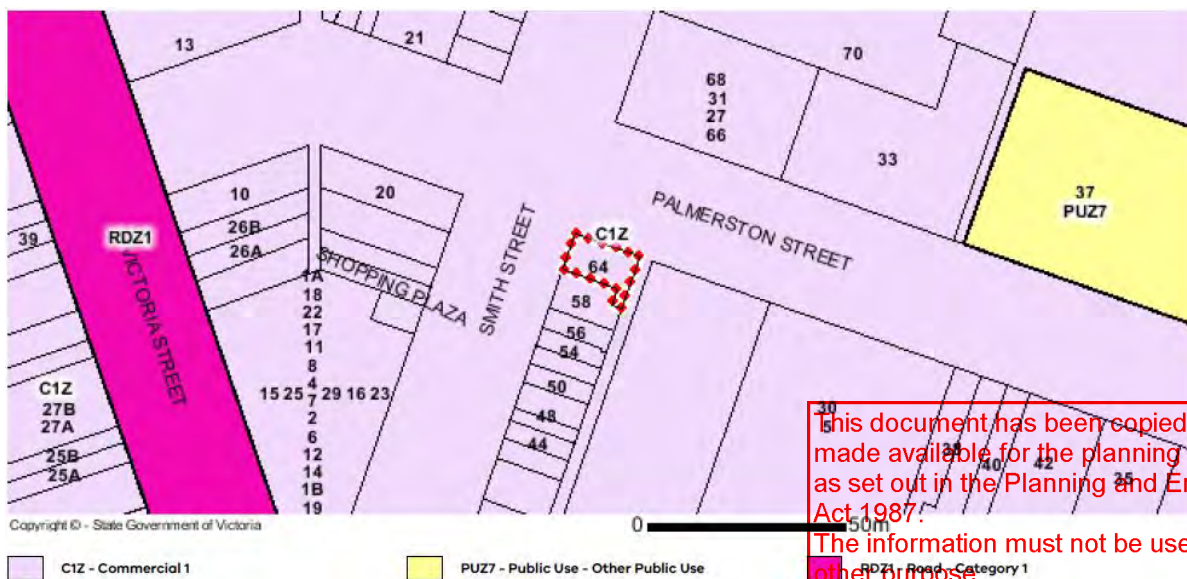 13
21
70
68
31
27
66
33
37
PUZ7
10
20
26B
26A
39
RDZ1
VICTORIA STREET
SHOPPING PLAZA
SMITH STREET
PALMERSTON STREET
C1Z
64
58
56
54
50
48
44
1A
18
22
17
11
8
4
15 25 29 16 23
7
2
6
12
14
1B
19
C1Z
27B
27A
25B
25A
30
5
38
40
42
35
This document has been copied
made available for the planning
as set out in the Planning and En
Act 1987.
The information must not be use
other purpose
Copyright © - State Government of Victoria
0 50m
C1Z - Commercial 1
PUZ7 - Public Use - Other Public Use
RDZ1 - Road - Category 1